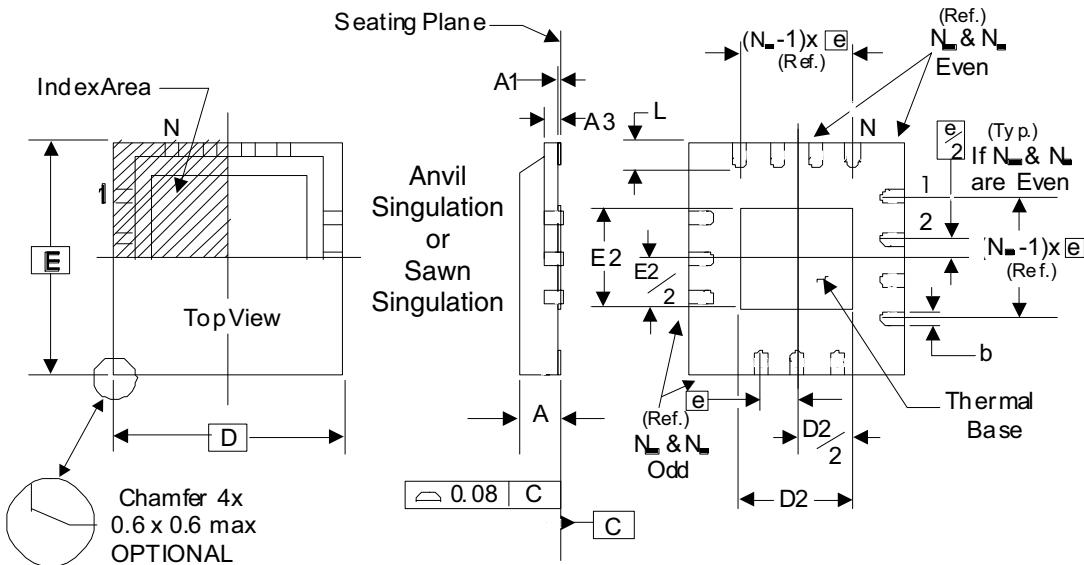 Seating Plane
IndexArea
N
1
E
Top View
D
Chamfer 4x
0.6 x 0.6 max
OPTIONAL
A1
A3
L
Anvil
Singulation
or
Sawn
Singulation
A
0.08 C
C
(N -1)x e
(Ref.)
(Ref.)
N & N
Even
N
e/2
(Typ.)
If N & N
are Even
1
2
(N -1)x e
(Ref.)
E2
E2/2
b
e
(Ref.)
N & N
Odd
D2/2
D2
Thermal
Base